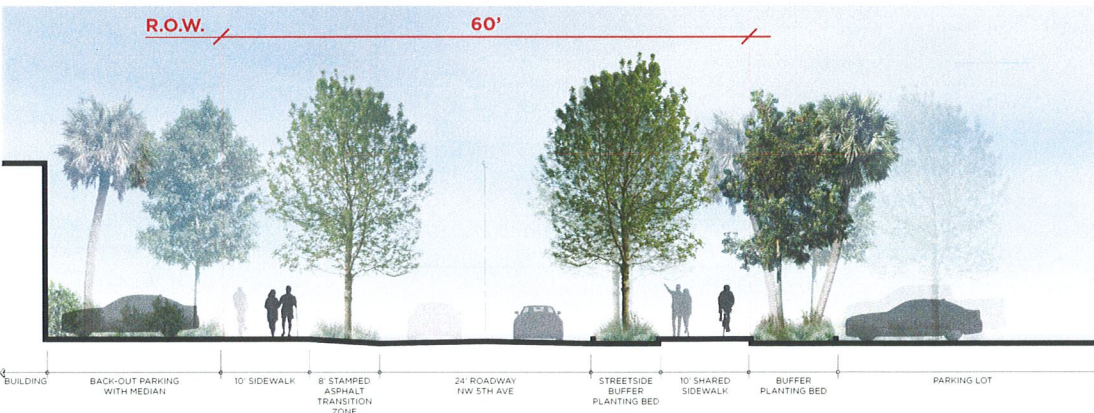 R.O.W.
60'
BUILDING
BACK-OUT PARKING
WITH MEDIAN
10' SIDEWALK
8' STAMPED
ASPHALT
TRANSITION
ZONE
24' ROADWAY
NW 5TH AVE
STREETSIDE
BUFFER
PLANTING BED
10' SHARED
SIDEWALK
BUFFER
PLANTING BED
PARKING LOT